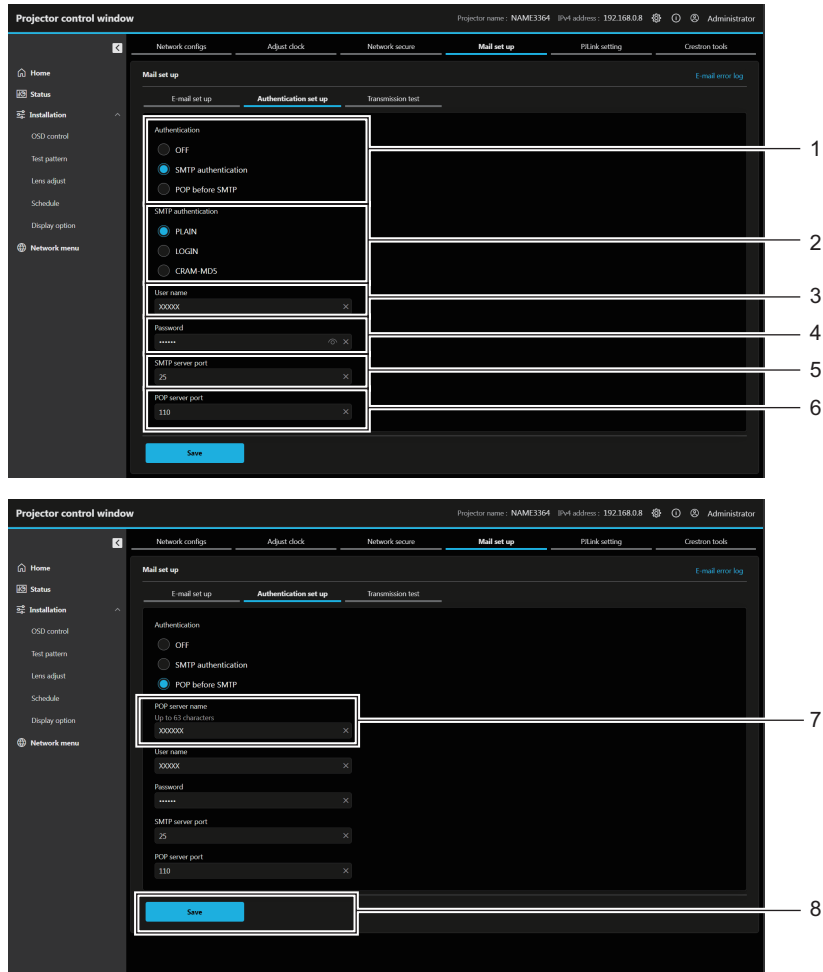 Projector control window
Projector name : NAME3364 IPv4 address : 192.168.0.8 Administrator
Network configs Adjust clock Network secure Mail set up PJLink setting Crestron tools
Home
Status
Installation
OSD control
Test pattern
Lens adjust
Schedule
Display option
Network menu
Mail set up
E-mail error log
E-mail set up Authentication set up Transmission test
Authentication
OFF
SMTP authentication
POP before SMTP
SMTP authentication
PLAIN
LOGIN
CRAM-MD5
User name
XXXXX
Password
••••••
SMTP server port
25
POP server port
110
Save
1
2
3
4
5
6
Projector control window
Projector name : NAME3364 IPv4 address : 192.168.0.8 Administrator
Network configs Adjust clock Network secure Mail set up PJLink setting Crestron tools
Home
Status
Installation
OSD control
Test pattern
Lens adjust
Schedule
Display option
Network menu
Mail set up
E-mail error log
E-mail set up Authentication set up Transmission test
Authentication
OFF
SMTP authentication
POP before SMTP
POP server name
Up to 63 characters
XXXXXX
User name
XXXXX
Password
••••••
SMTP server port
25
POP server port
110
Save
7
8